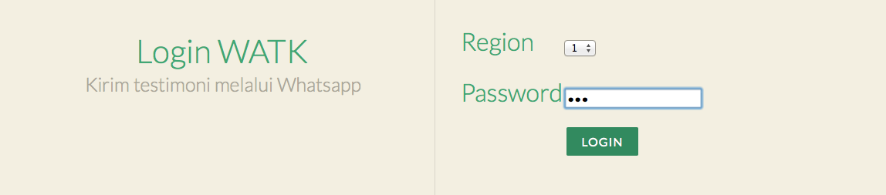 Login WATK
Kirim testimoni melalui Whatsapp
Region 1
Password •••
LOGIN